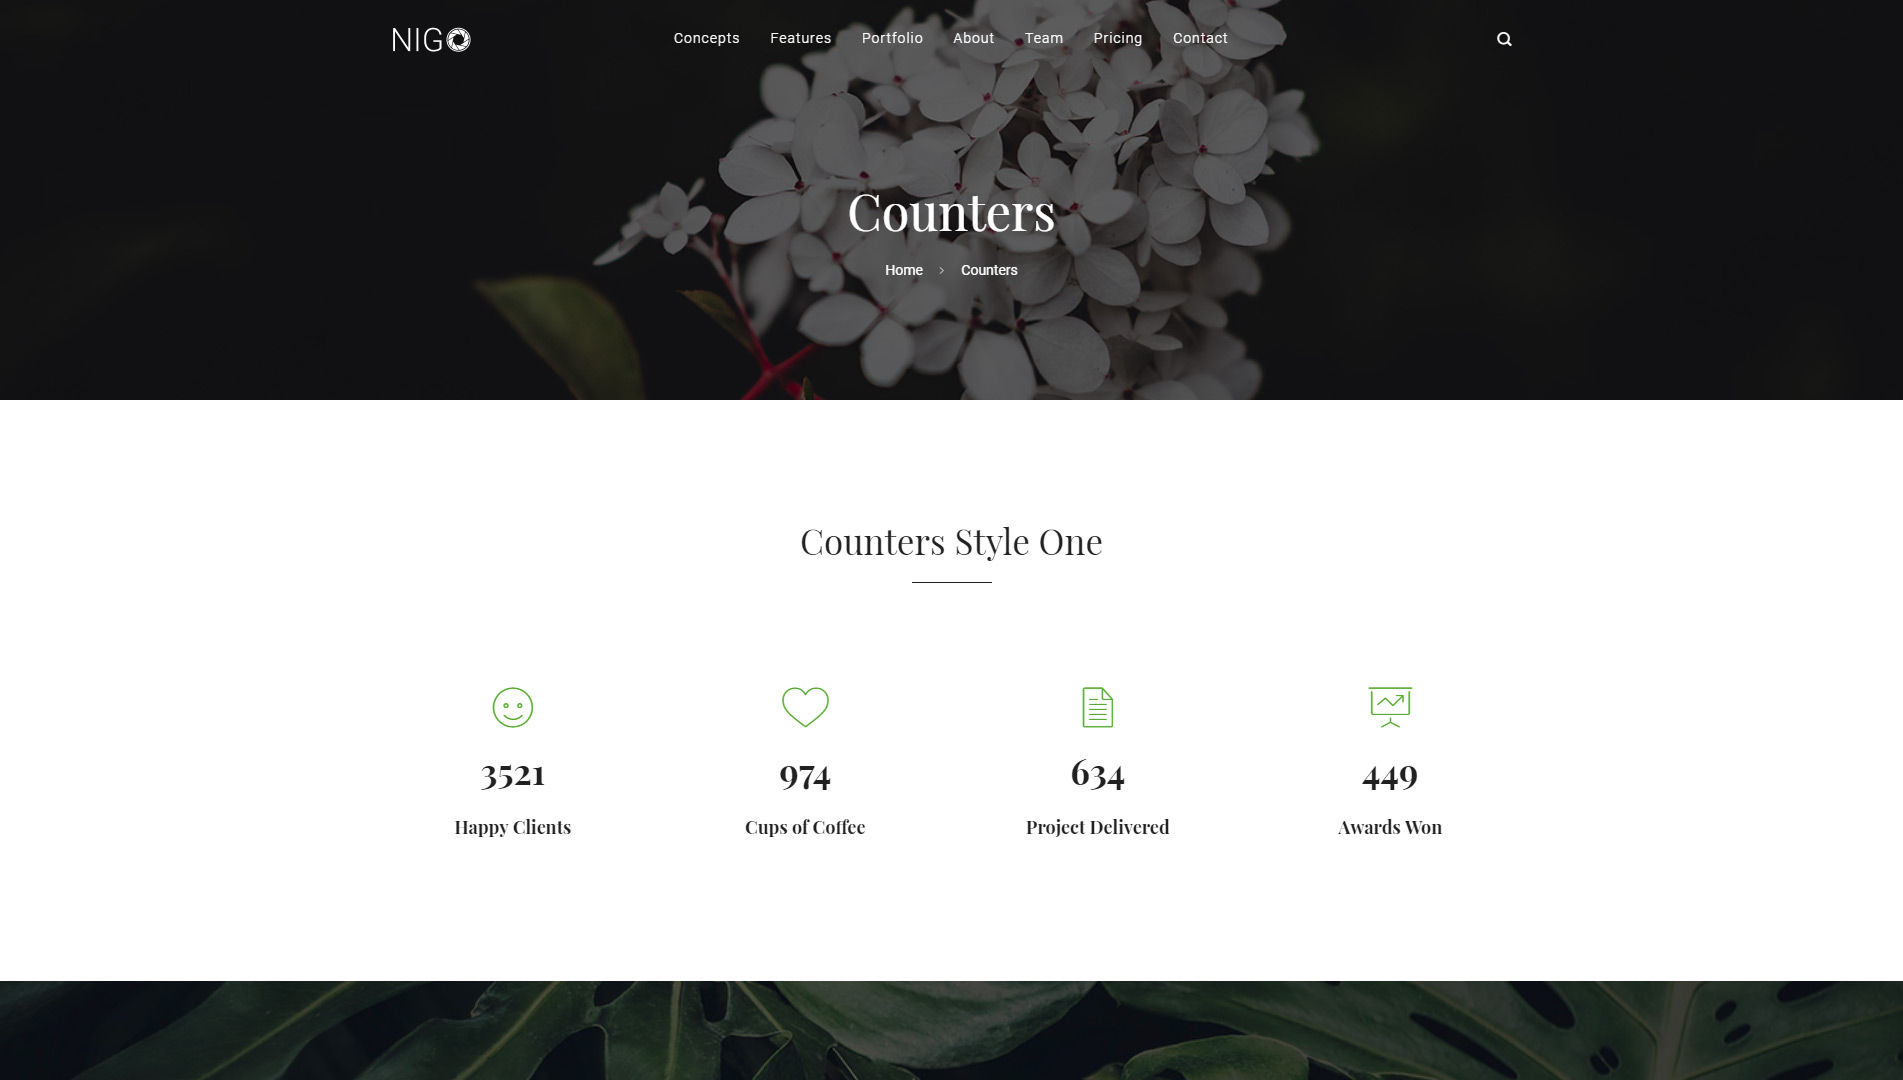 NIGO
Concepts Features Portfolio About Team Pricing Contact
Counters
Home > Counters
Counters Style One
3521 974 634 449
Happy Clients Cups of Coffee Project Delivered Awards Won